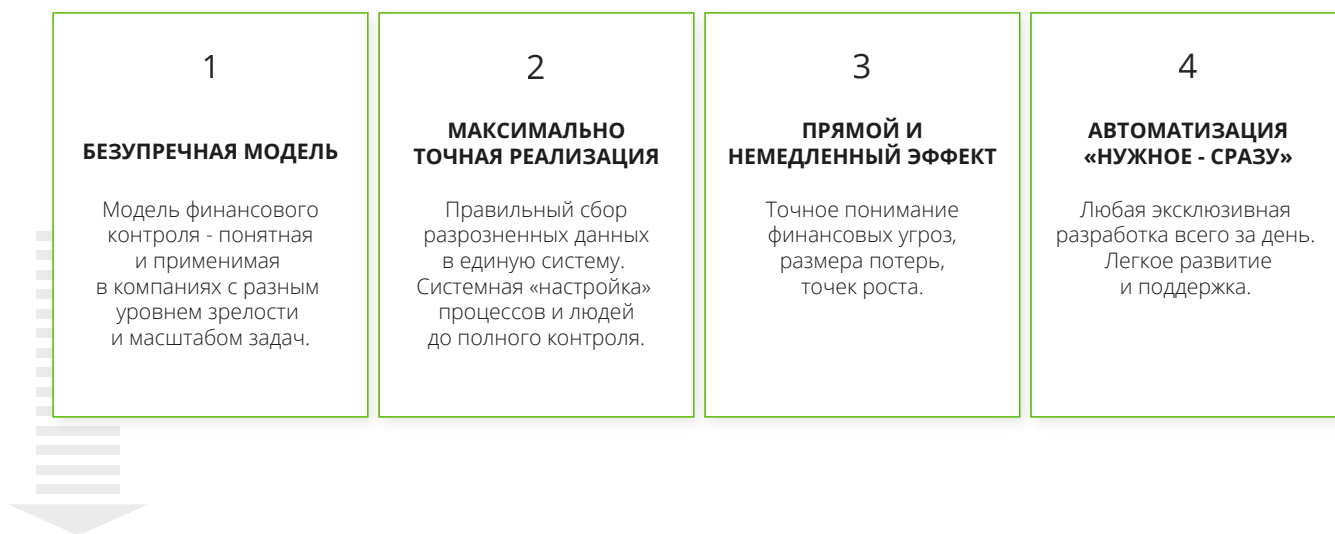 1
БЕЗУПРЕЧНАЯ МОДЕЛЬ
Модель финансового
контроля - понятная
и применимая
в компаниях с разным
уровнем зрелости
и масштабом задач.
2
МАКСИМАЛЬНО
ТОЧНАЯ РЕАЛИЗАЦИЯ
Правильный сбор
разрозненных данных
в единую систему.
Системная «настройка»
процессов и людей
до полного контроля.
3
ПРЯМОЙ И
НЕМЕДЛЕННЫЙ ЭФФЕКТ
Точное понимание
финансовых угроз,
размера потерь,
точек роста.
4
АВТОМАТИЗАЦИЯ
«НУЖНОЕ - СРАЗУ»
Любая эксклюзивная
разработка всего за день.
Легкое развитие
и поддержка.